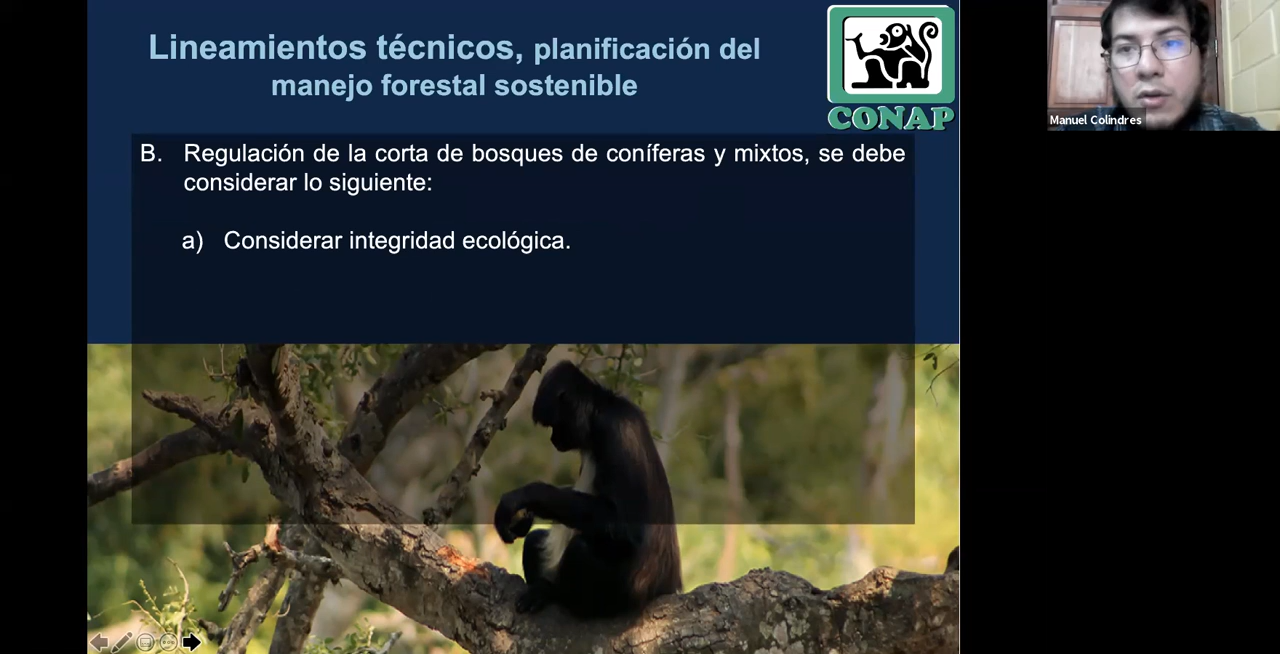 Lineamientos técnicos, planificación del
manejo forestal sostenible
CONAP
Manuel Colindres
B. Regulación de la corta de bosques de coníferas y mixtos, se debe
considerar lo siguiente:
a) Considerar integridad ecológica.